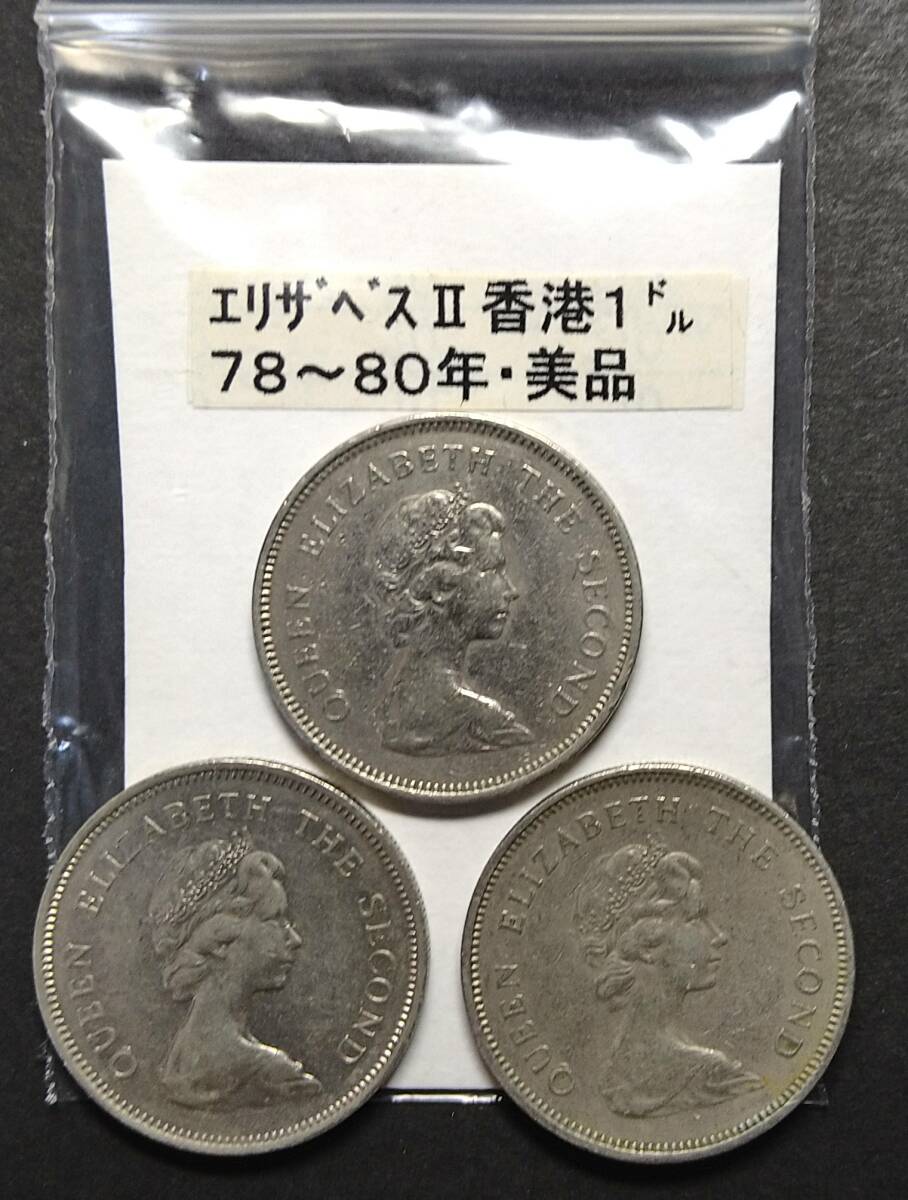 ｴﾘｻﾞﾍﾞｽⅡ香港1ﾄﾞﾙ
78～80年・美品
QUEEN ELIZABETH THE SECOND
QUEEN ELIZABETH THE SECOND
QUEEN ELIZABETH THE SECOND